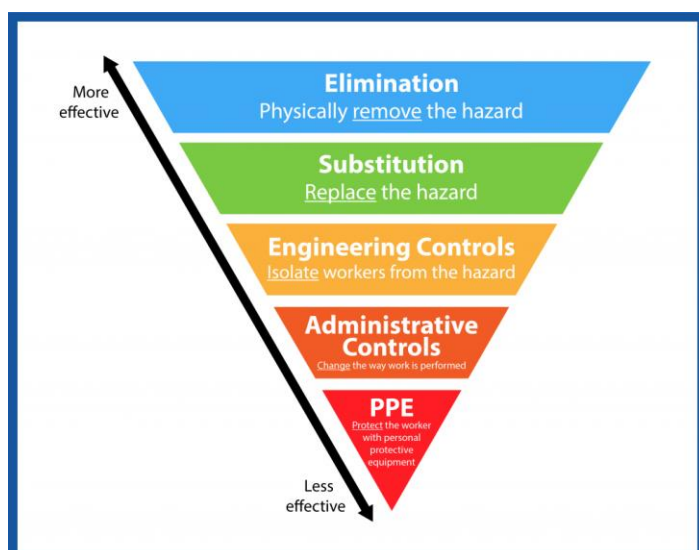 More
effective
Elimination
Physically remove the hazard
Substitution
Replace the hazard
Engineering Controls
Isolate workers from the hazard
Administrative
Controls
Change the way work is performed
PPE
Protect the worker
with personal
protective
equipment
Less
effective